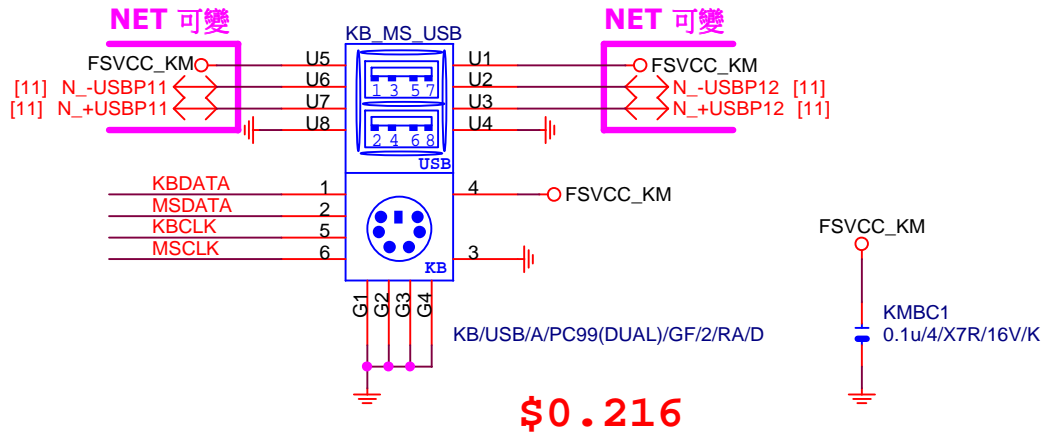 NET 可變
NET 可變
KB_MS_USB
FSVCC_KM
U5
U1
FSVCC_KM
[11] N_-USBP11
U6
U2
N_-USBP12 [11]
[11] N_+USBP11
U7
U3
N_+USBP12 [11]
U8
U4
1 3 5 7
2 4 6 8
USB
KBDATA
1
4
FSVCC_KM
MSDATA
2
KBCLK
5
MSCLK
6
3
KB
G1
G2
G3
G4
KB/USB/A/PC99(DUAL)/GF/2/RA/D
FSVCC_KM
KMBC1
0.1u/4/X7R/16V/K
$0.216